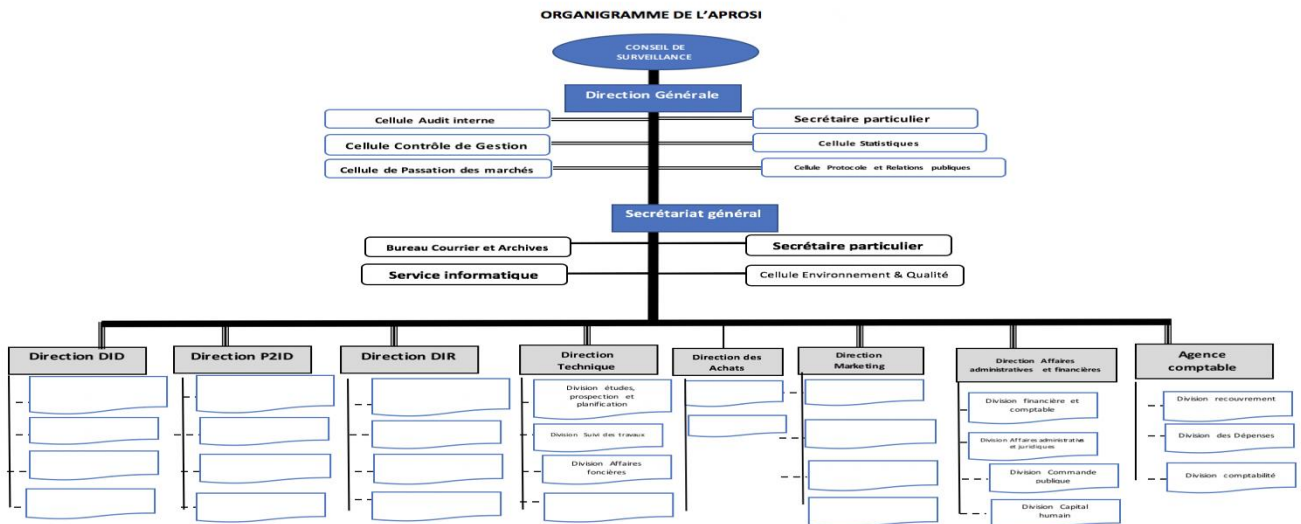 ORGANIGRAMME DE L'APROSI
CONSEIL DE
SURVEILLANCE
Direction Générale
Cellule Audit interne
Secrétaire particulier
Cellule Contrôle de Gestion
Cellule Statistiques
Cellule de Passation des marchés
Cellule Protocole et Relations publiques
Secrétariat général
Bureau Courrier et Archives
Secrétaire particulier
Service informatique
Cellule Environnement & Qualité
Direction DID
Direction P2ID
Direction DIR
Direction
Technique
Direction des
Achats
Direction
Marketing
Direction Affaires
administratives et financières
Agence
comptable
Division études,
prospection et
planification
Division Suivi des travaux
Division Affaires
foncières
Division financière et
comptable
Division Affaires administrative
et juridiques
Division Commande
publique
Division Capital
humain
Division recouvrement
Division des Dépenses
Division comptabilité